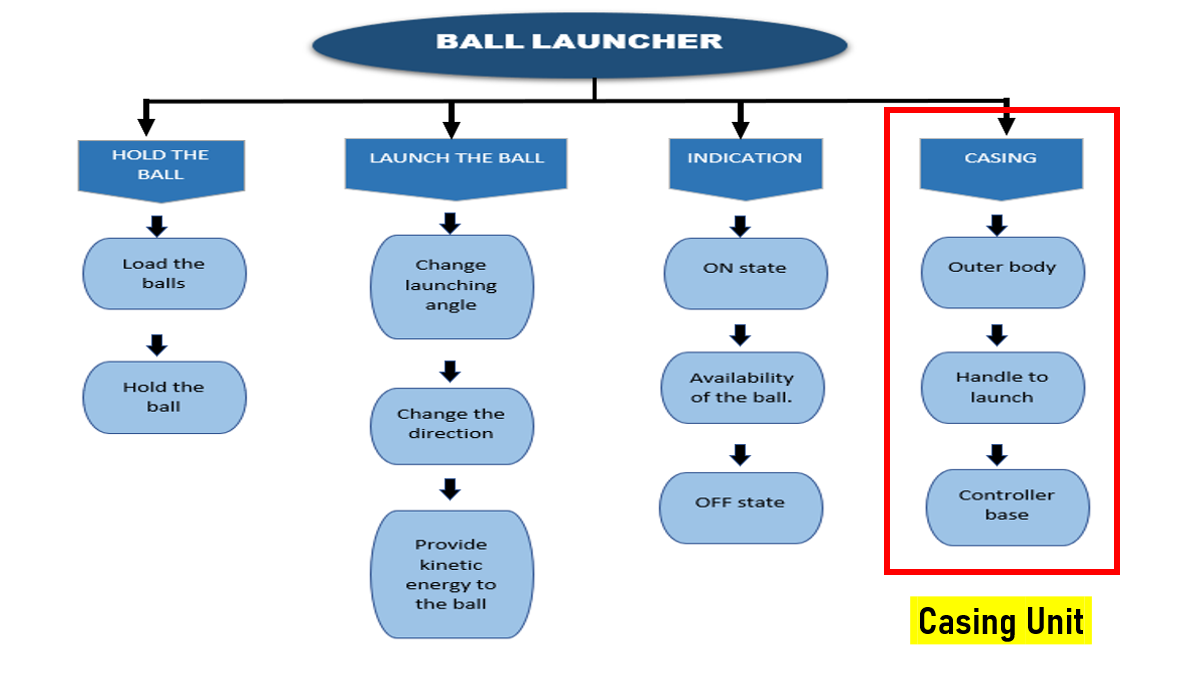 BALL LAUNCHER
HOLD THE
BALL
Load the
balls
Hold the
ball
LAUNCH THE BALL
Change
launching
angle
Change the
direction
Provide
kinetic
energy to
the ball
INDICATION
ON state
Availability
of the ball.
OFF state
CASING
Outer body
Handle to
launch
Controller
base
Casing Unit